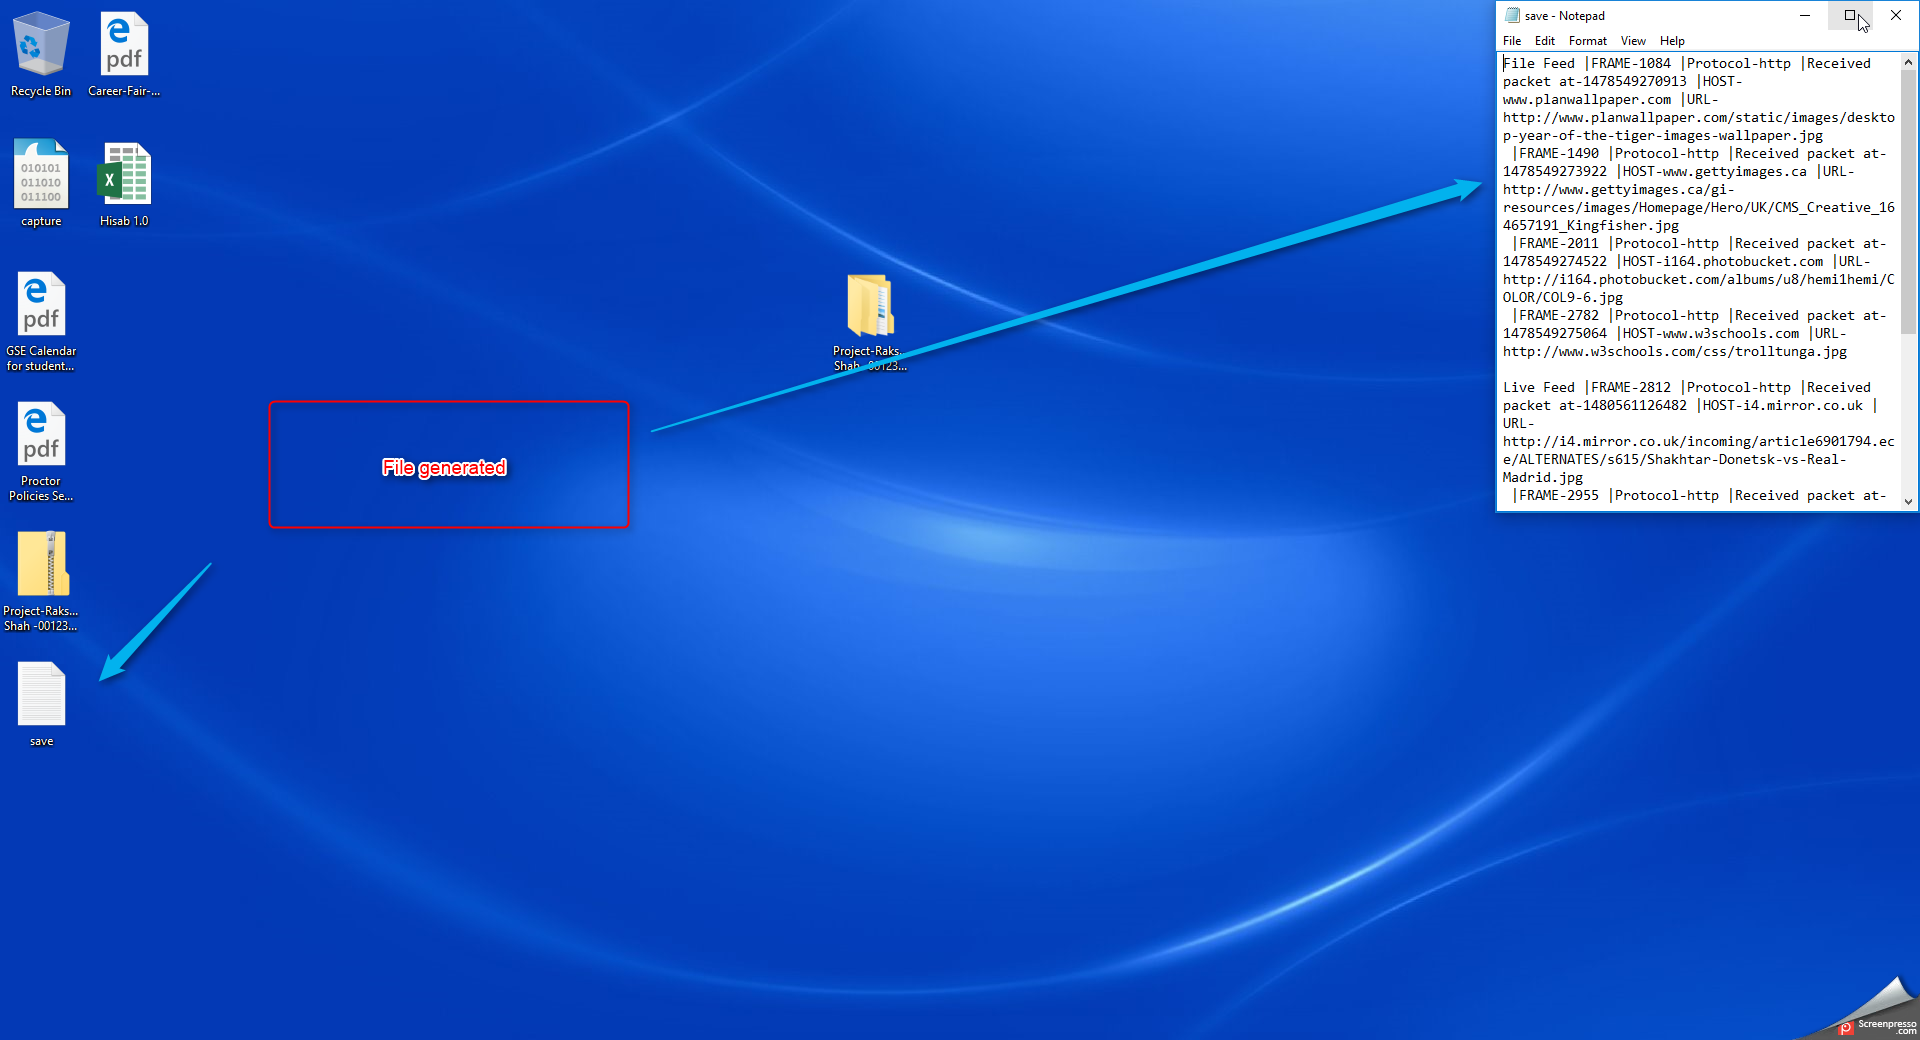 Recycle Bin
Career-Fair-...
pdf
010101
011010
011100
capture
X
Hisab 1.0
pdf
GSE Calendar
for student...
pdf
Proctor
Policies Se...
Project-Raks...
Shah -00123...
save
Project-Raks...
Shah -00123...
File generated
save - Notepad
File Edit Format View Help
File Feed |FRAME-1084 |Protocol-http |Received
packet at-1478549270913 |HOST-
www.planwallpaper.com |URL-
http://www.planwallpaper.com/static/images/deskto
p-year-of-the-tiger-images-wallpaper.jpg
|FRAME-1490 |Protocol-http |Received packet at-
1478549273922 |HOST-www.gettyimages.ca |URL-
http://www.gettyimages.ca/gi-
resources/images/Homepage/Hero/UK/CMS_Creative_16
4657191_Kingfisher.jpg
|FRAME-2011 |Protocol-http |Received packet at-
1478549274522 |HOST-i164.photobucket.com |URL-
http://i164.photobucket.com/albums/u8/hemi1hemi/C
OLOR/COL9-6.jpg
|FRAME-2782 |Protocol-http |Received packet at-
1478549275064 |HOST-www.w3schools.com |URL-
http://www.w3schools.com/css/trolltunga.jpg
Live Feed |FRAME-2812 |Protocol-http |Received
packet at-1480561126482 |HOST-i4.mirror.co.uk |
URL-
http://i4.mirror.co.uk/incoming/article6901794.ec
e/ALTERNATES/s615/Shakhtar-Donetsk-vs-Real-
Madrid.jpg
|FRAME-2955 |Protocol-http |Received packet at-
Screenpresso
.com